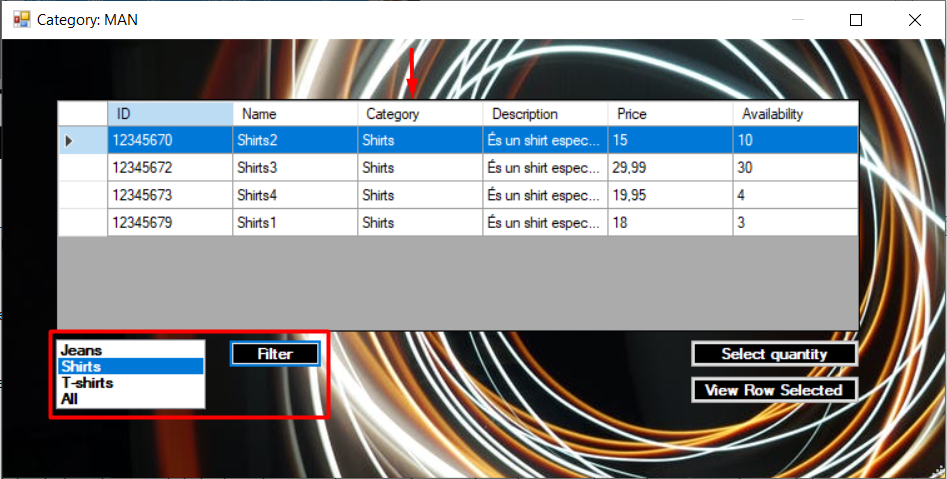 Category: MAN
ID Name Category Description Price Availability
12345670 Shirts2 Shirts És un shirt espec... 15 10
12345672 Shirts3 Shirts És un shirt espec... 29,99 30
12345673 Shirts4 Shirts És un shirt espec... 19,95 4
12345679 Shirts1 Shirts És un shirt espec... 18 3
Jeans
Shirts
T-shirts
All
Filter
Select quantity
View Row Selected